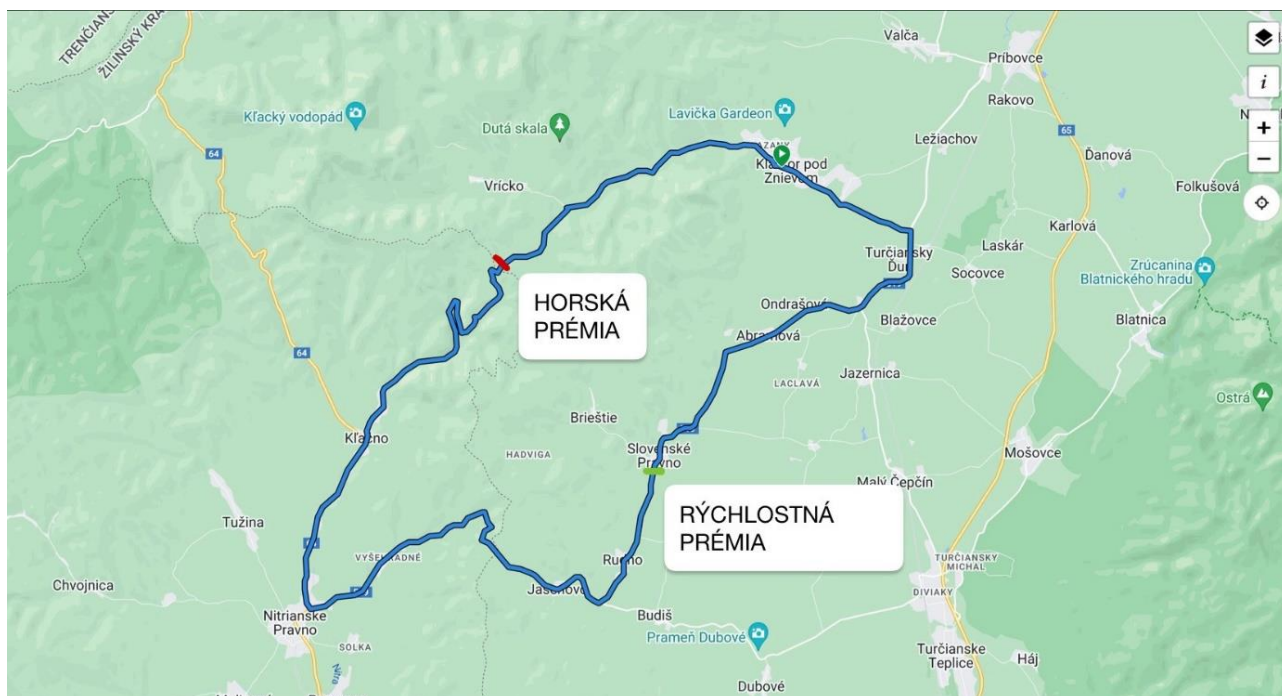 TRENČIANS
ŽILINSKÝ KRA
Valča
Príbovce
Kľacký vodopád
Dutá skala
Lavička Gardeon
Rakovo
i
65
Ležiachov
+
64
AZANY
Ďanová
−
Kláštor pod
Znievom
Vrícko
Folkušová
Karlová
Turčiansky
Ďur
Laskár
Socovce
Zrúcanina
Blatnického hradu
HORSKÁ
PRÉMIA
Ondrašová
Blažovce
Blatnica
Abramová
64
LACLAVÁ
Jazernica
Ostrá
Brieštie
Kľačno
HADVIGA
Slovenské
Pravno
Mošovce
Malý Čepčín
RÝCHLOSTNÁ
PRÉMIA
Tužina
VYŠEHRADNÉ
Rudno
TURČIANSKY
MICHAL
Chvojnica
Jasenovo
DIVIAKY
Nitrianske
Pravno
Budiš
Prameň Dubové
SOLKA
Turčianske
Teplice
Háj
Nitra
Dubové